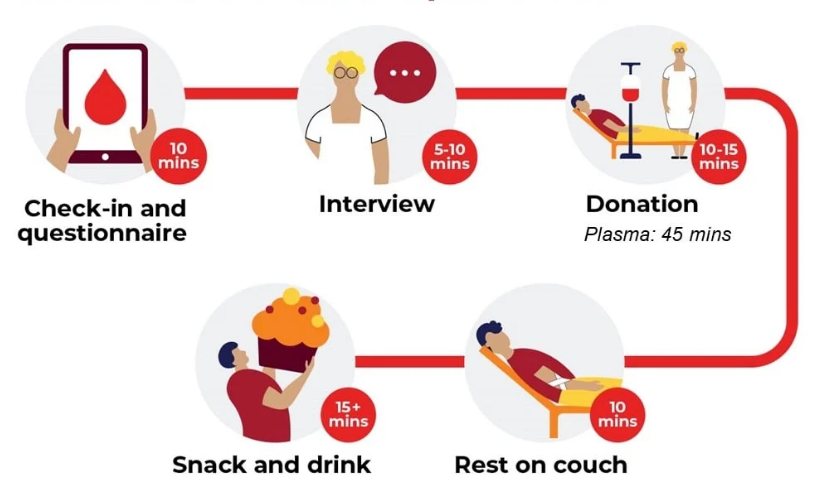 10
mins
Check-in and
questionnaire
5-10
mins
Interview
10-15
mins
Donation
Plasma: 45 mins
10
mins
Rest on couch
15+
mins
Snack and drink